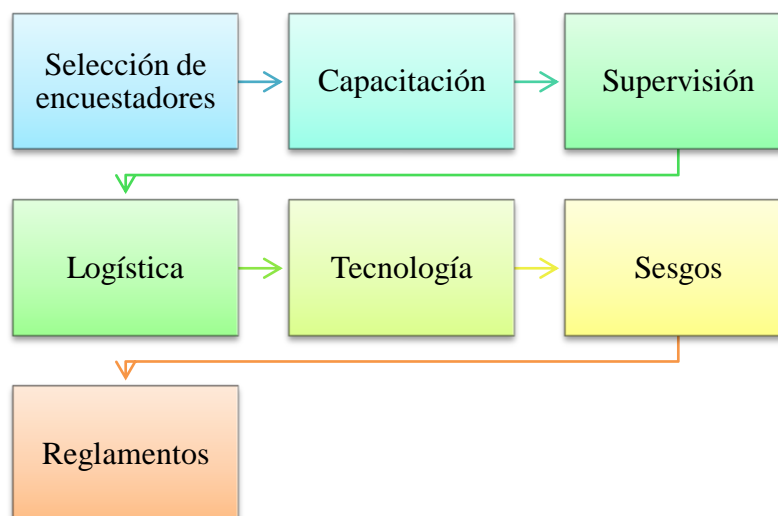 Selección de
encuestadores
Capacitación
Supervisión
Logística
Tecnología
Sesgos
Reglamentos